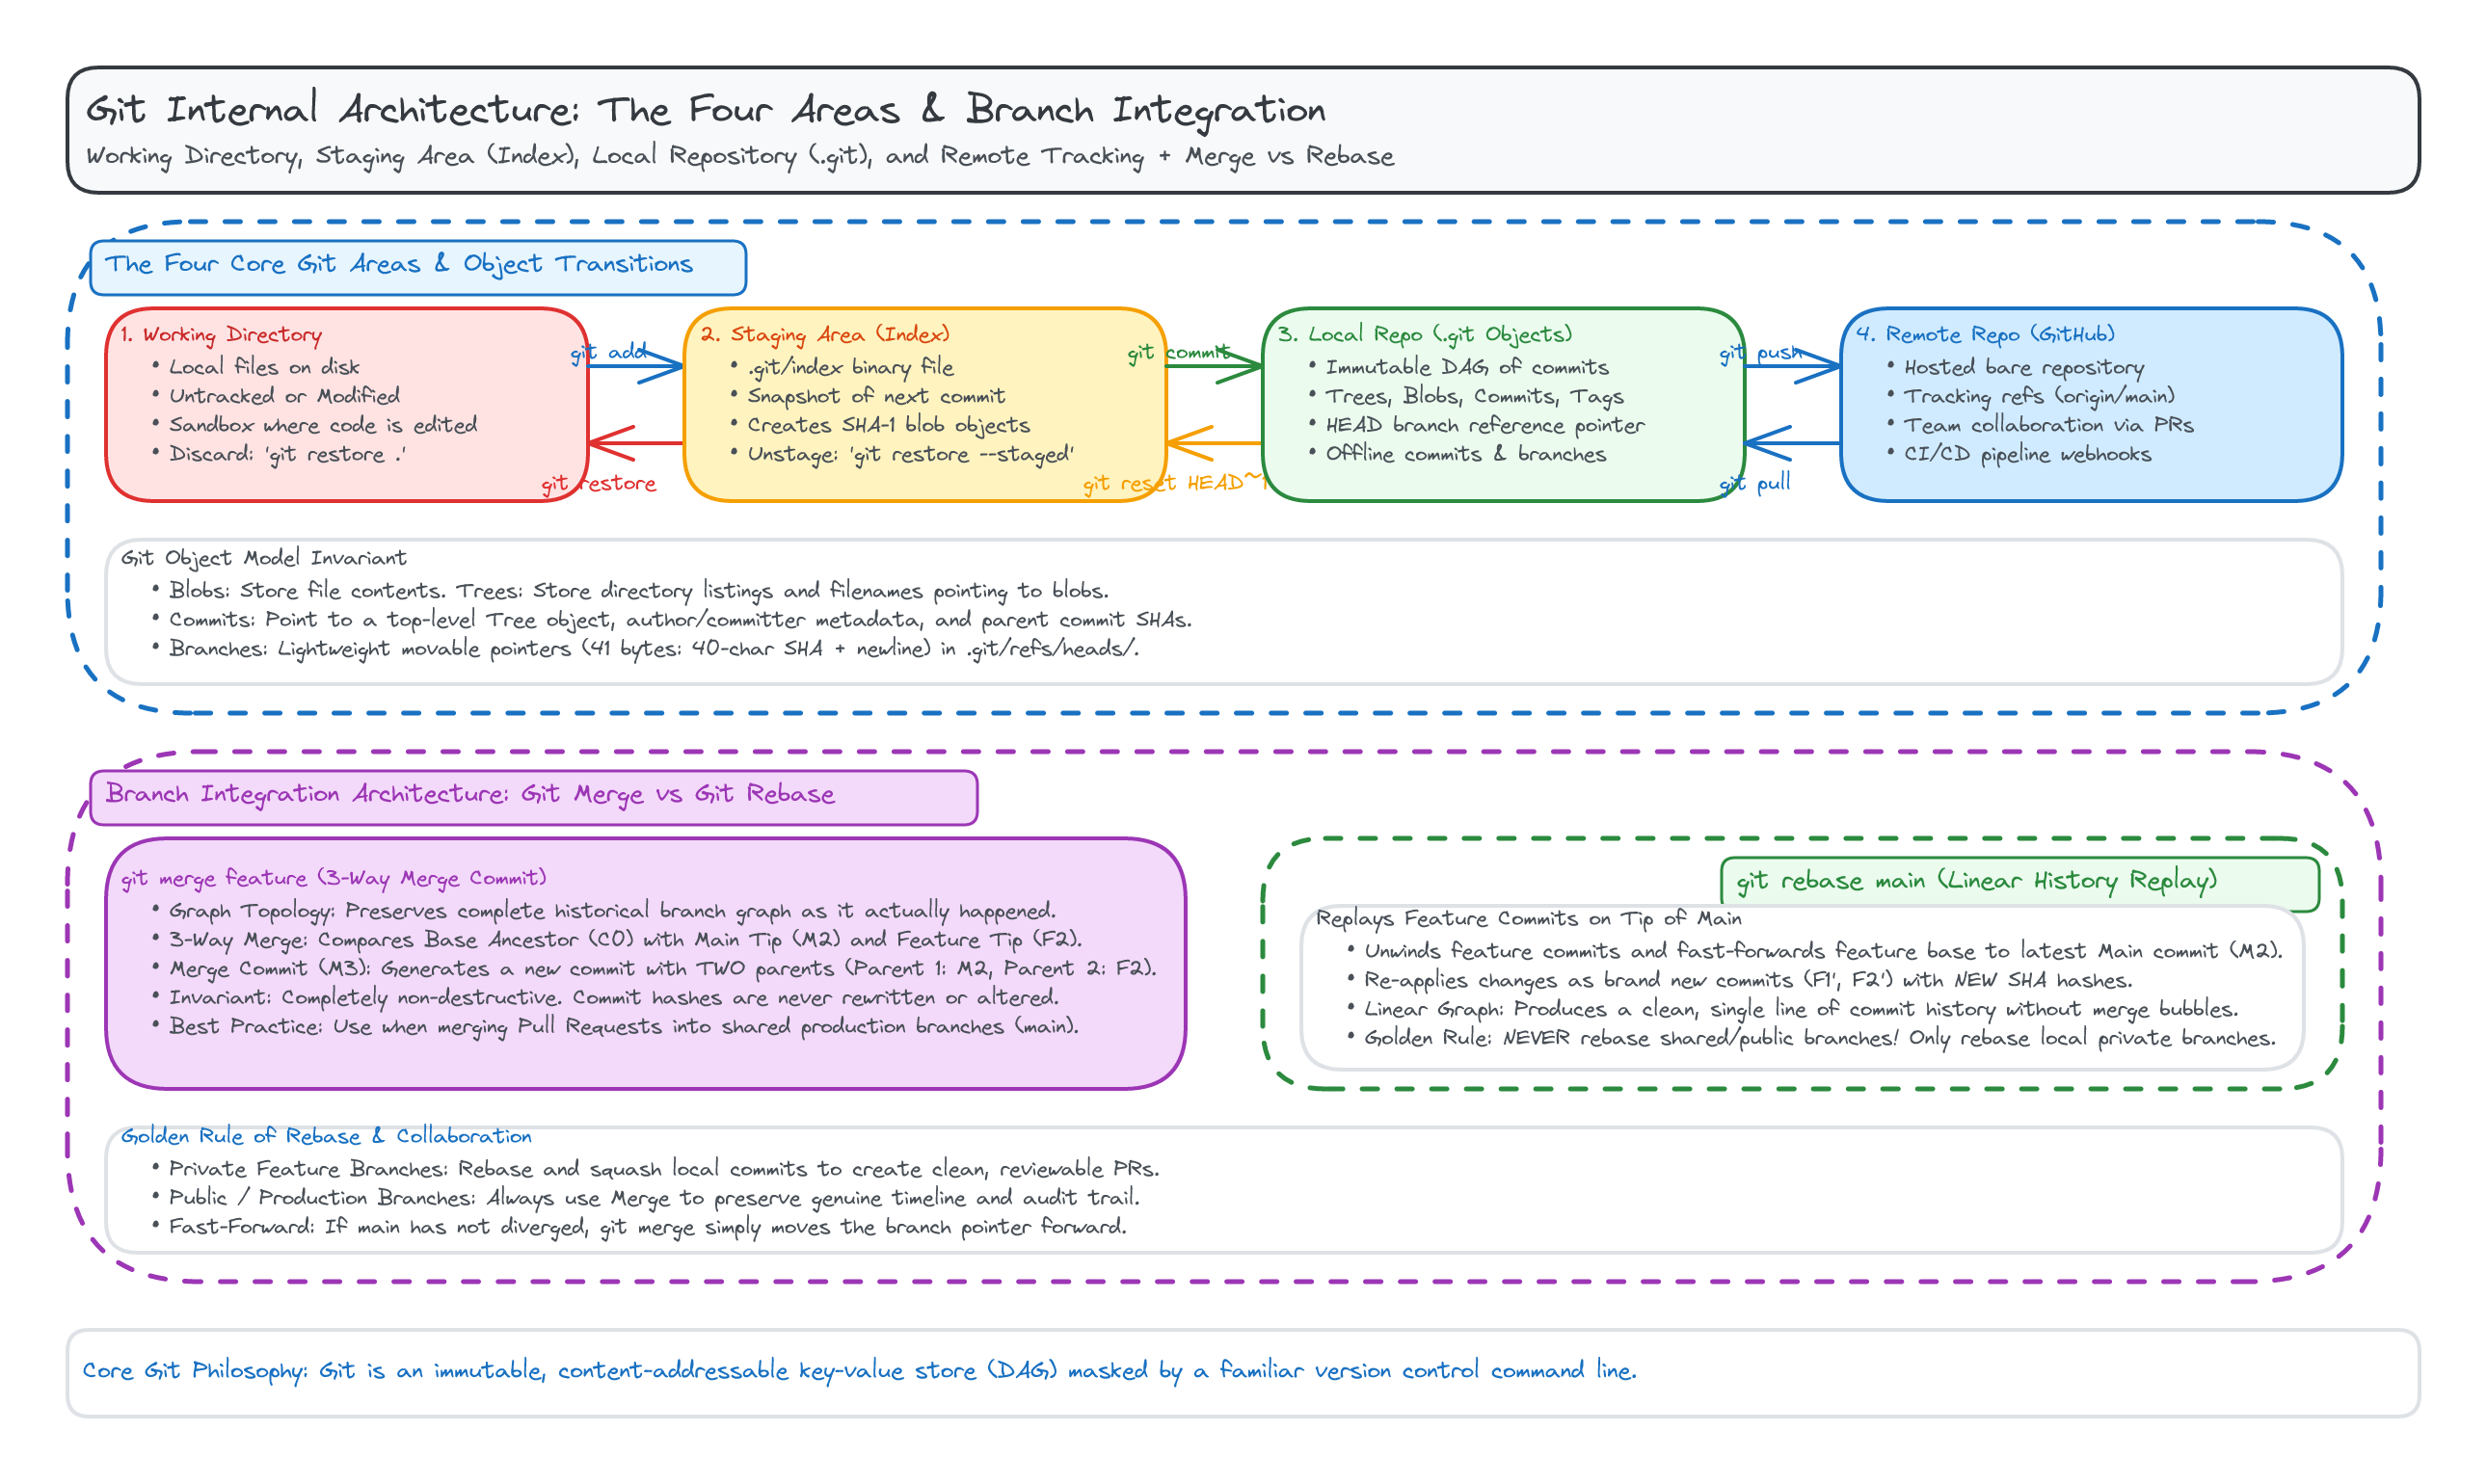 Git Internal Architecture: The Four Areas & Branch Integration
Working Directory, Staging Area (Index), Local Repository (.git), and Remote Tracking + Merge vs Rebase
The Four Core Git Areas & Object Transitions
1. Working Directory
• Local files on disk
• Untracked or Modified
• Sandbox where code is edited
• Discard: 'git restore .'
git add
git restore
2. Staging Area (Index)
• .git/index binary file
• Snapshot of next commit
• Creates SHA-1 blob objects
• Unstage: 'git restore --staged'
git commit
git reset HEAD~1
3. Local Repo (.git Objects)
• Immutable DAG of commits
• Trees, Blobs, Commits, Tags
• HEAD branch reference pointer
• Offline commits & branches
git push
git pull
4. Remote Repo (GitHub)
• Hosted bare repository
• Tracking refs (origin/main)
• Team collaboration via PRs
• CI/CD pipeline webhooks
Git Object Model Invariant
• Blobs: Store file contents. Trees: Store directory listings and filenames pointing to blobs.
• Commits: Point to a top-level Tree object, author/committer metadata, and parent commit SHAs.
• Branches: Lightweight movable pointers (41 bytes: 40-char SHA + newline) in .git/refs/heads/.
Branch Integration Architecture: Git Merge vs Git Rebase
git merge feature (3-Way Merge Commit)
• Graph Topology: Preserves complete historical branch graph as it actually happened.
• 3-Way Merge: Compares Base Ancestor (C0) with Main Tip (M2) and Feature Tip (F2).
• Merge Commit (M3): Generates a new commit with TWO parents (Parent 1: M2, Parent 2: F2).
• Invariant: Completely non-destructive. Commit hashes are never rewritten or altered.
• Best Practice: Use when merging Pull Requests into shared production branches (main).
git rebase main (Linear History Replay)
Replays Feature Commits on Tip of Main
• Unwinds feature commits and fast-forwards feature base to latest Main commit (M2).
• Re-applies changes as brand new commits (F1', F2') with NEW SHA hashes.
• Linear Graph: Produces a clean, single line of commit history without merge bubbles.
• Golden Rule: NEVER rebase shared/public branches! Only rebase local private branches.
Golden Rule of Rebase & Collaboration
• Private Feature Branches: Rebase and squash local commits to create clean, reviewable PRs.
• Public / Production Branches: Always use Merge to preserve genuine timeline and audit trail.
• Fast-Forward: If main has not diverged, git merge simply moves the branch pointer forward.
Core Git Philosophy: Git is an immutable, content-addressable key-value store (DAG) masked by a familiar version control command line.